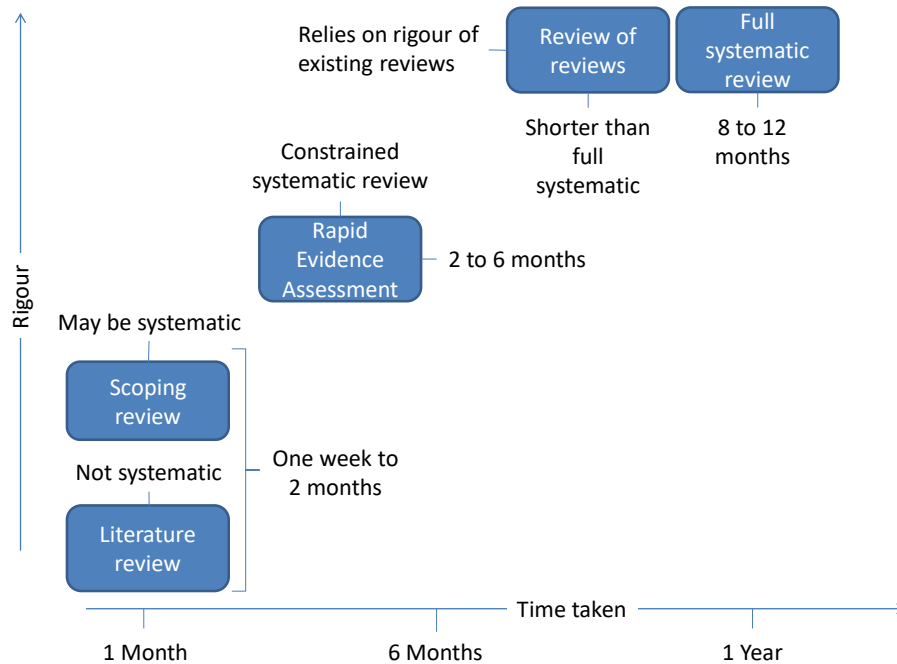 Relies on rigour of
existing reviews
Review of
reviews
Full
systematic
review
Shorter than
full
systematic
8 to 12
months
Constrained
systematic review
Rapid
Evidence
Assessment
2 to 6 months
Rigour
May be systematic
Scoping
review
Not systematic
One week to
2 months
Literature
review
Time taken
1 Month
6 Months
1 Year